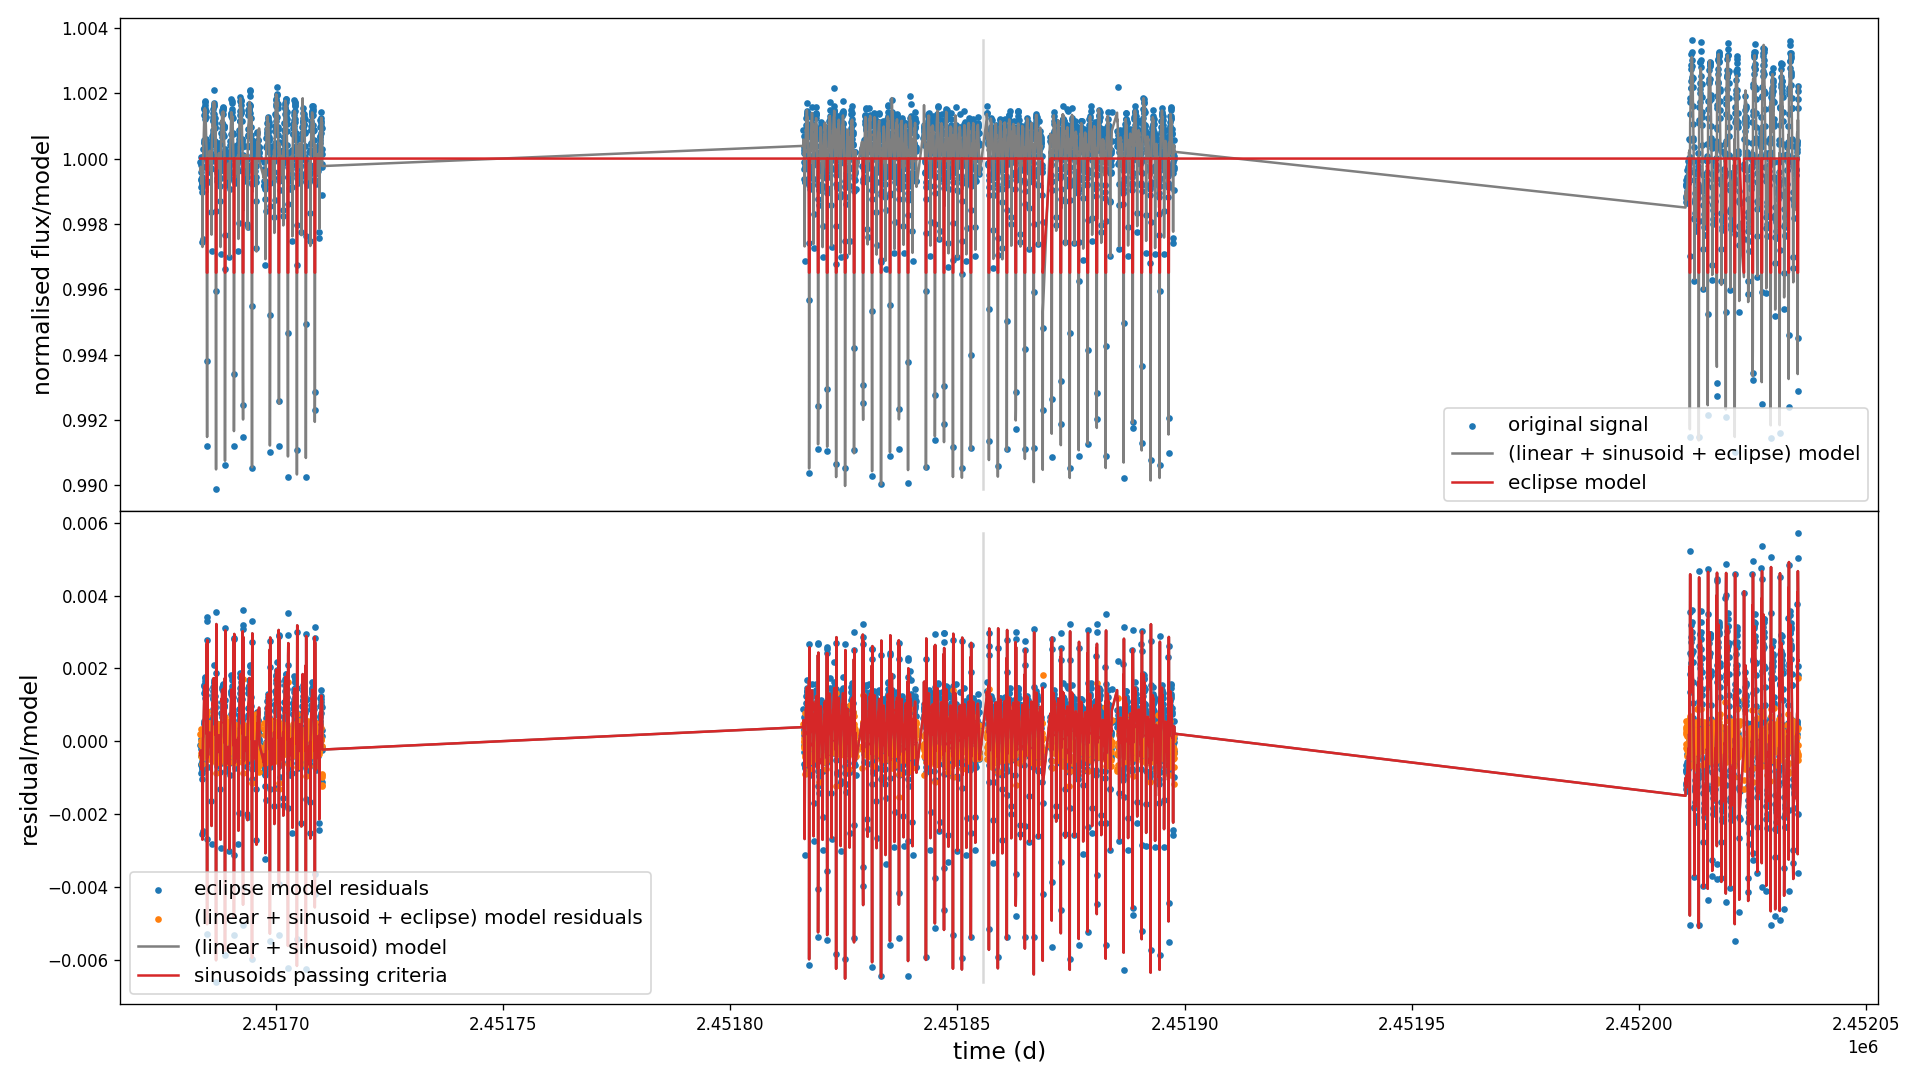 1.004
1.002
1.000
0.998
0.996
0.994
0.992
0.990
normalised flux/model
original signal
(linear + sinusoid + eclipse) model
eclipse model
0.006
0.004
0.002
0.000
−0.002
−0.004
−0.006
residual/model
eclipse model residuals
(linear + sinusoid + eclipse) model residuals
(linear + sinusoid) model
sinusoids passing criteria
2.45170 2.45175 2.45180 2.45185 2.45190 2.45195 2.45200 2.45205
1e6
time (d)